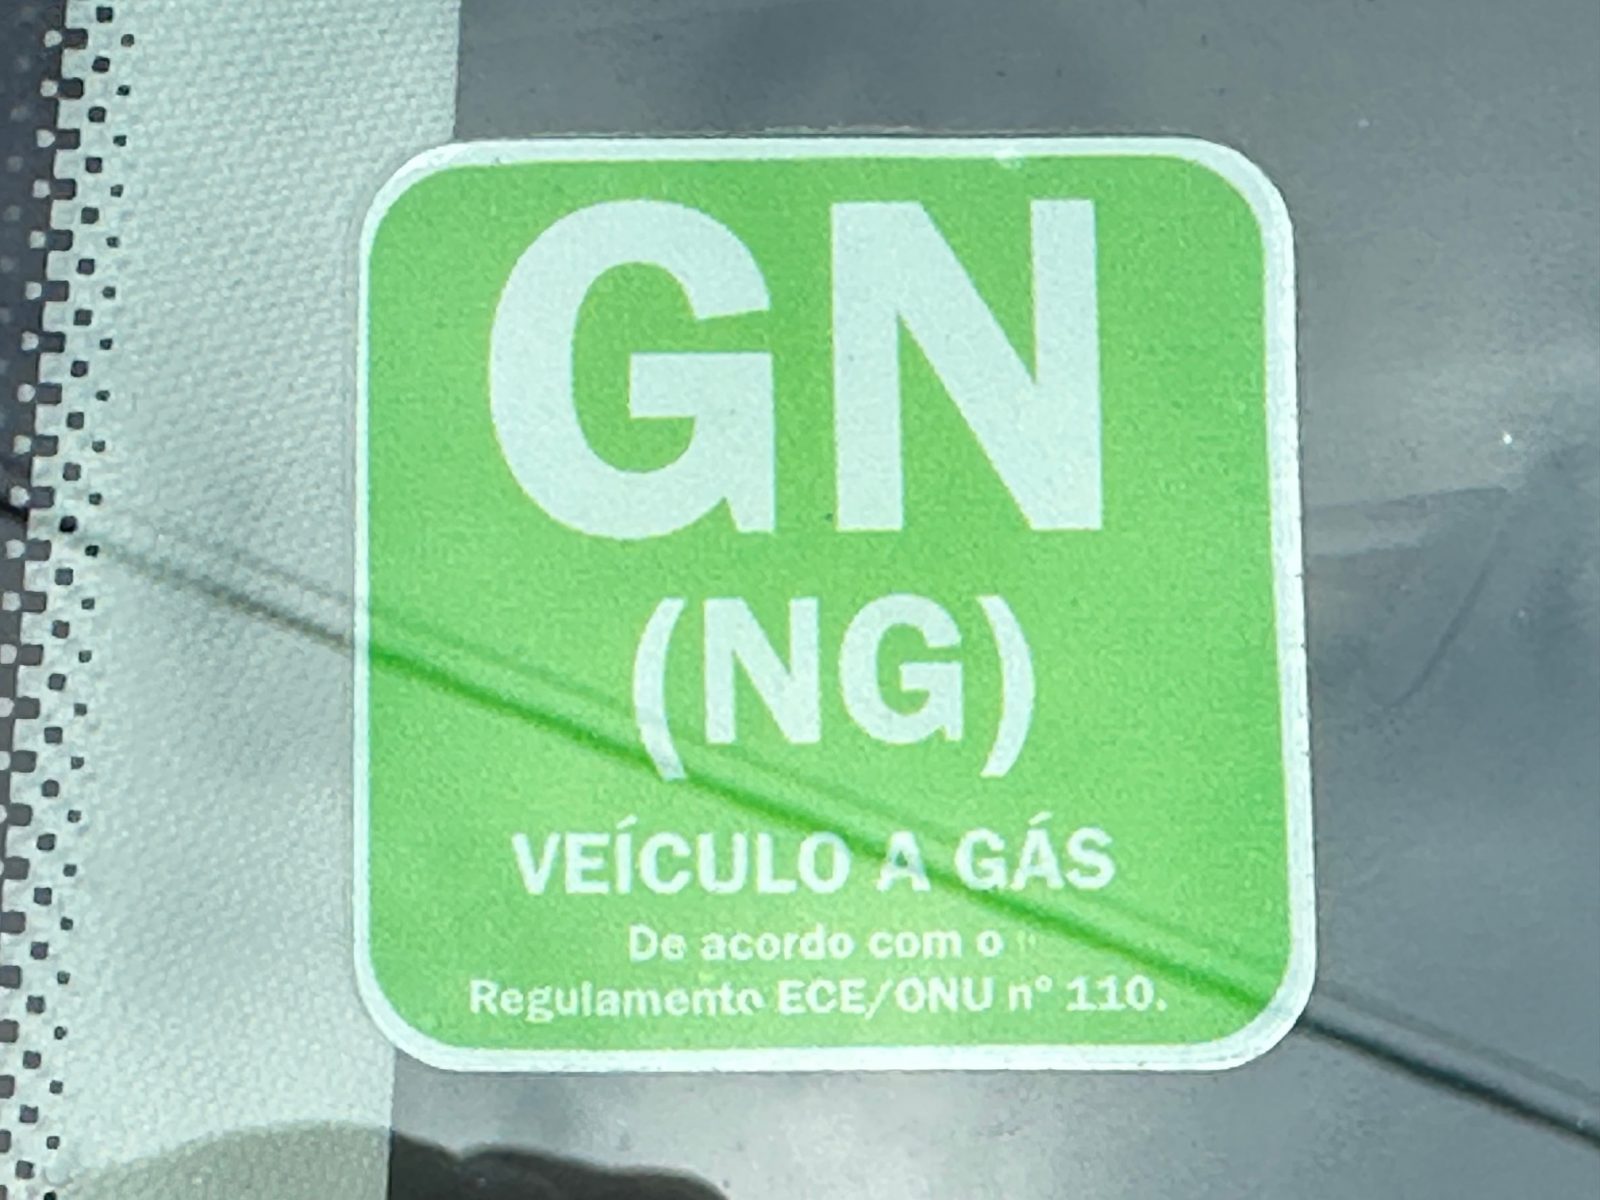 GN
(NG)
VEÍCULO A GÁS
De acordo com o
Regulamento ECE/ONU nº 110.